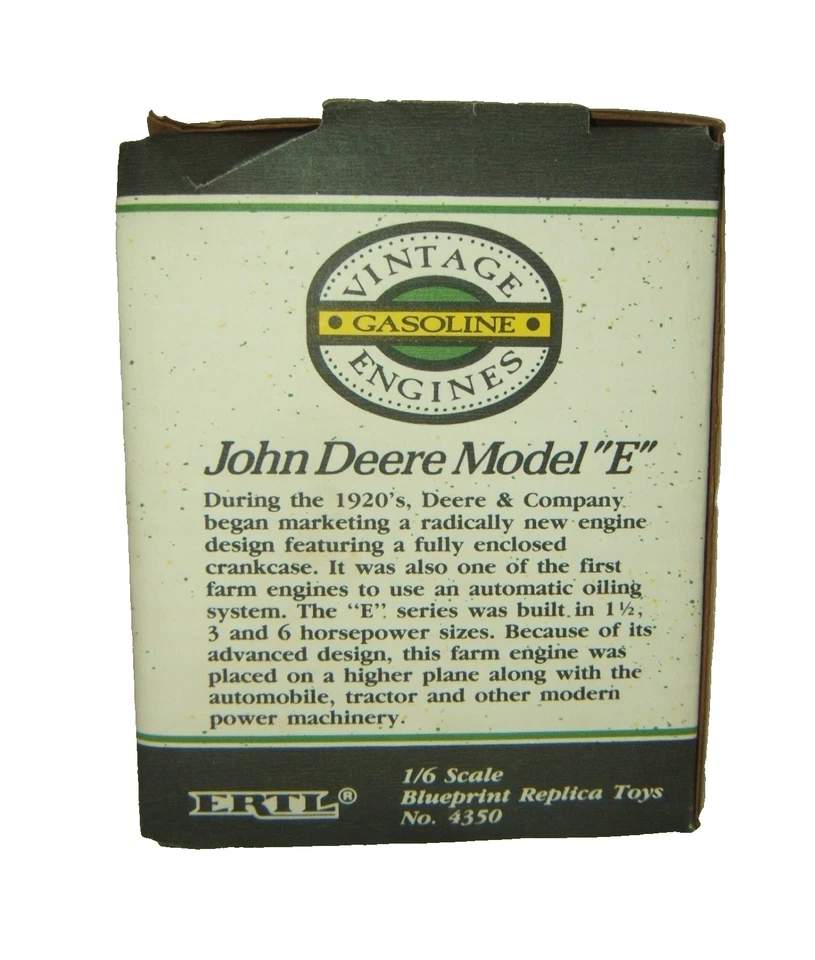 VINTAGE
GASOLINE
ENGINES
John Deere Model "E"
During the 1920's, Deere & Company
began marketing a radically new engine
design featuring a fully enclosed
crankcase. It was also one of the first
farm engines to use an automatic oiling
system. The "E" series was built in 1½,
3 and 6 horsepower sizes. Because of its
advanced design, this farm engine was
placed on a higher plane along with the
automobile, tractor and other modern
power machinery.
ERTL®
1/6 Scale
Blueprint Replica Toys
No. 4350